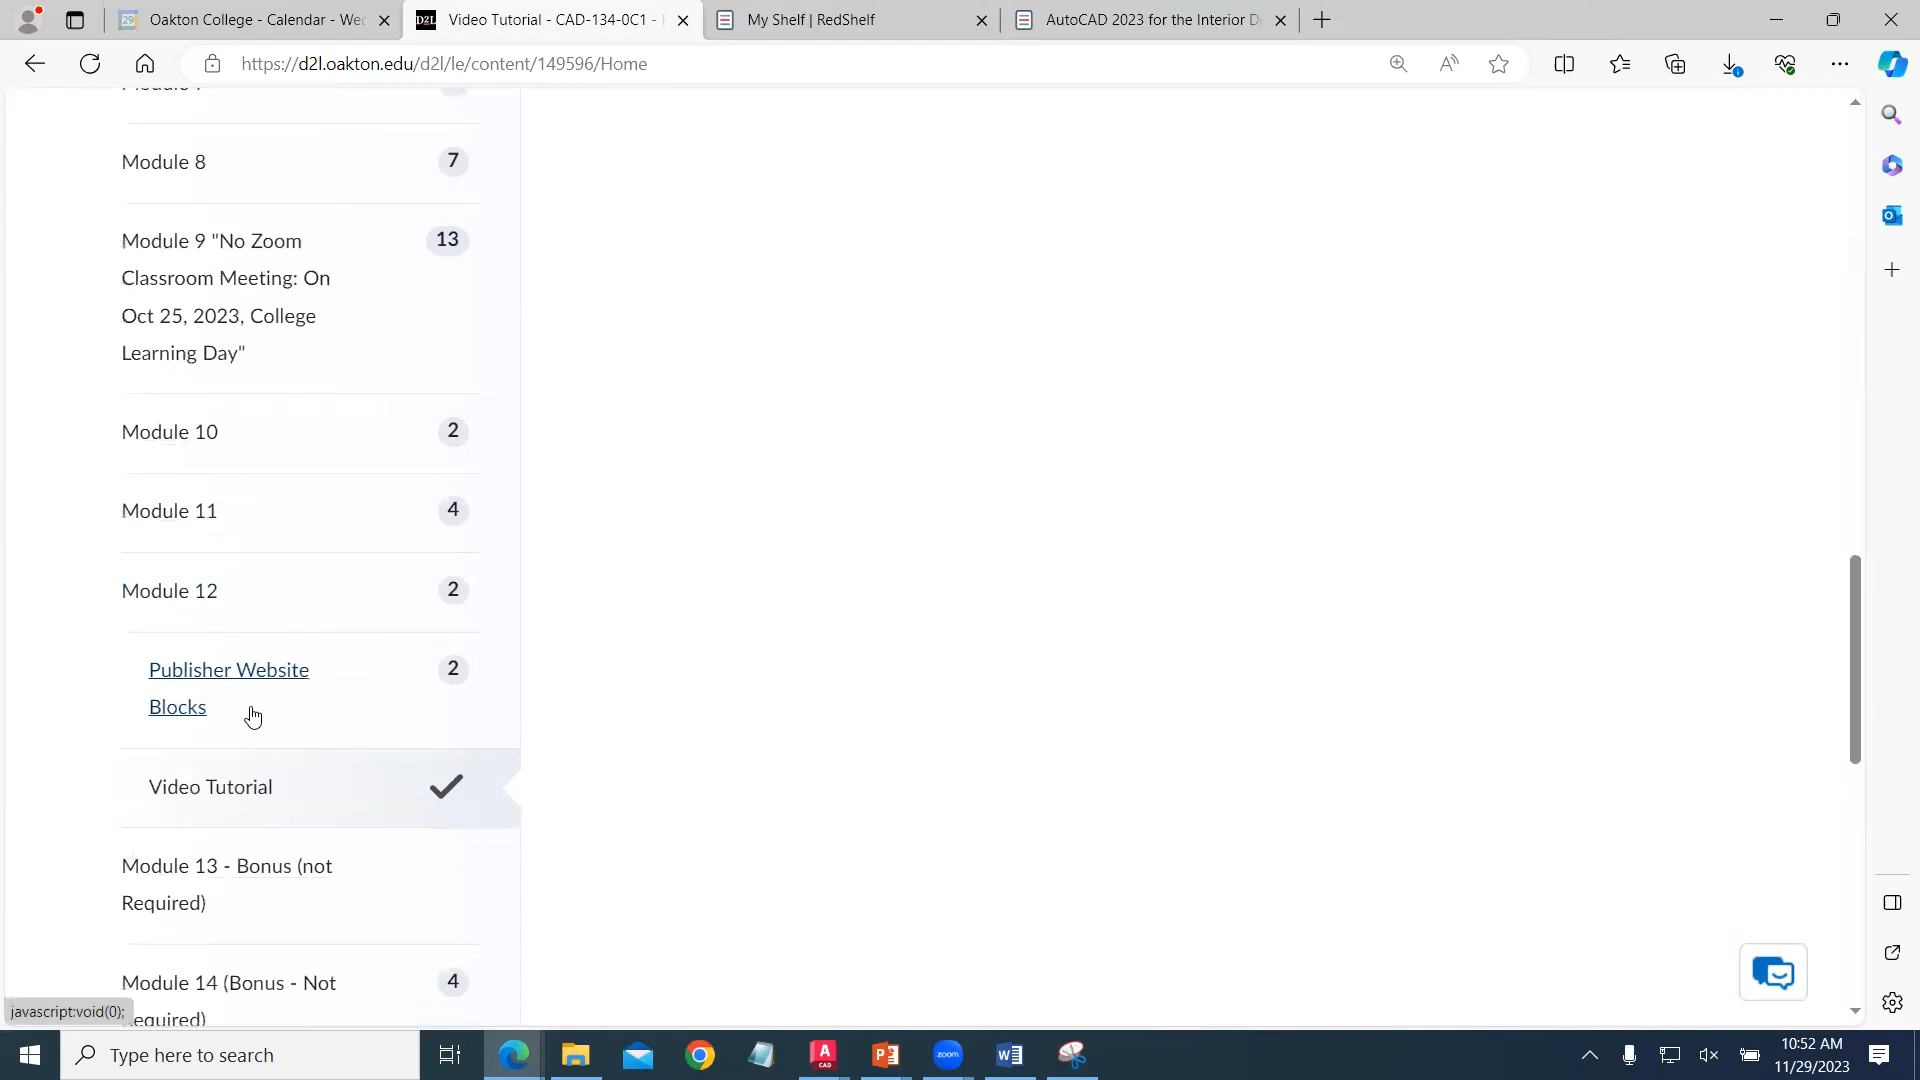 Oakton College - Calendar - Wec
D2L
Video Tutorial - CAD-134-0C1 -
My Shelf | RedShelf
AutoCAD 2023 for the Interior D
https://d2l.oakton.edu/d2l/le/content/149596/Home
Module 8
7
Module 9 "No Zoom
13
Classroom Meeting: On
Oct 25, 2023, College
Learning Day"
Module 10
2
Module 11
4
Module 12
2
Publisher Website
2
Blocks
Video Tutorial
Module 13 - Bonus (not
Required)
Module 14 (Bonus - Not
4
Required)
javascript:void(0);
Type here to search
10:52 AM
11/29/2023